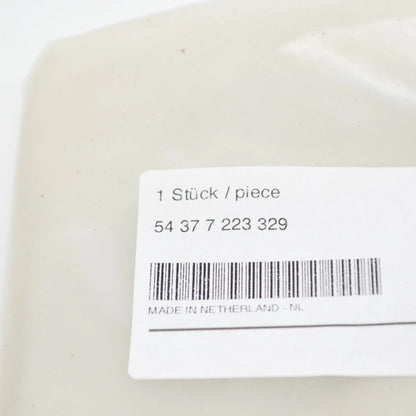 1 Stück / piece
54 37 7 223 329
MADE IN NETHERLAND - NL